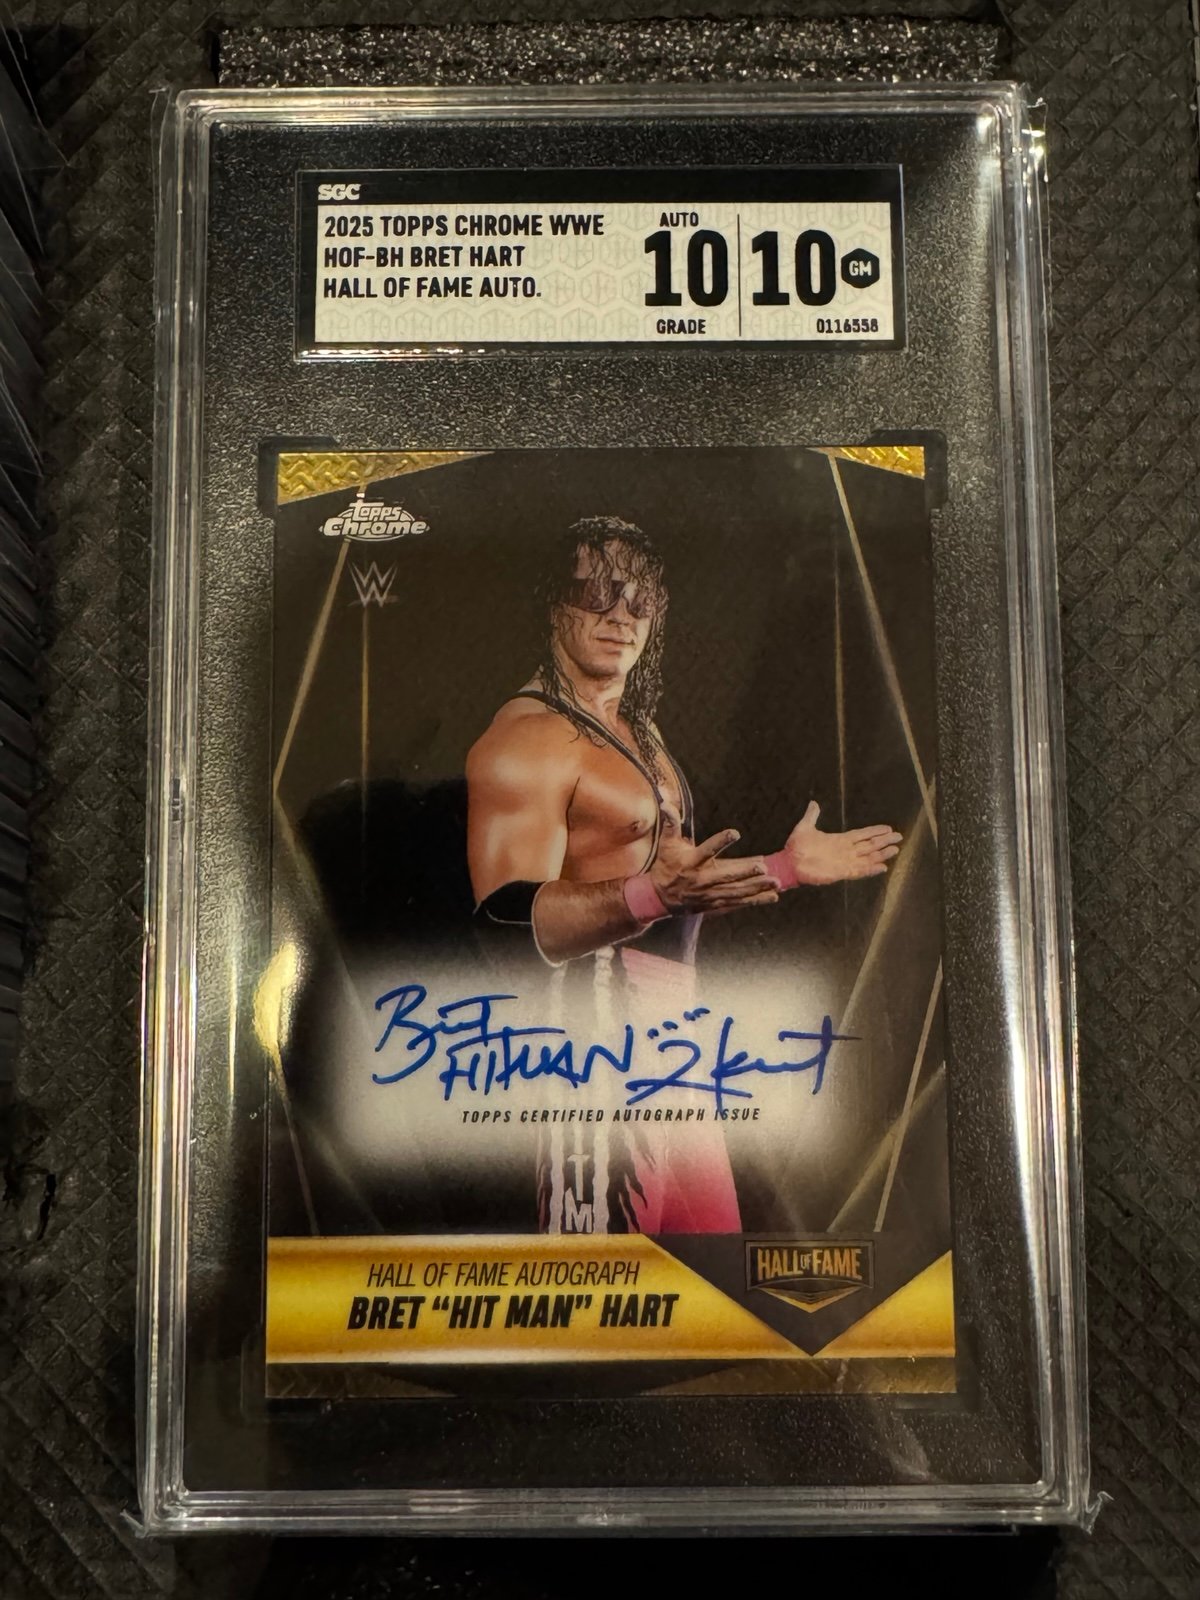 SGC
2025 TOPPS CHROME WWE
HOF-BH BRET HART
HALL OF FAME AUTO.
AUTO
10
GRADE
10 GM
0116558
Topps
Chrome
W
Bret
HITMAN Hart
TOPPS CERTIFIED AUTOGRAPH ISSUE
T
M
HALL OF FAME AUTOGRAPH
BRET “HIT MAN” HART
HALL OF FAME